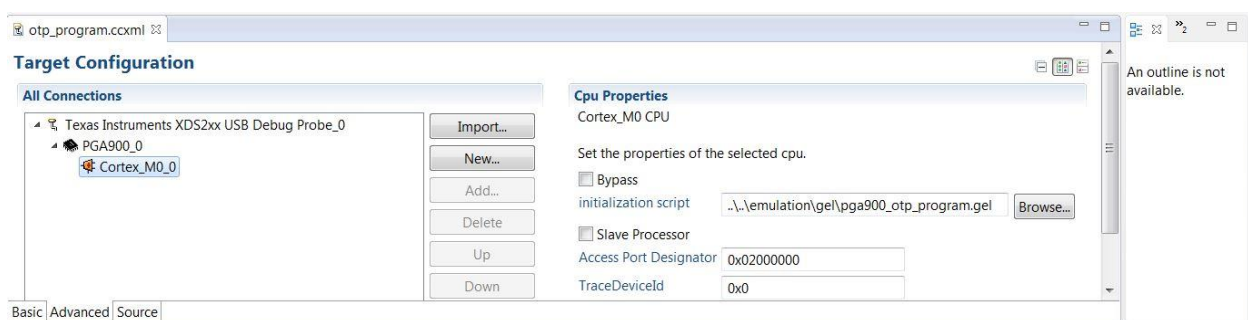 otp_program.ccxml
»2
Target Configuration
An outline is not
available.
All Connections
Texas Instruments XDS2xx USB Debug Probe_0
PGA900_0
Cortex_M0_0
Import...
New...
Add...
Delete
Up
Down
Cpu Properties
Cortex_M0 CPU
Set the properties of the selected cpu.
Bypass
initialization script ..\..\emulation\gel\pga900_otp_program.gel Browse...
Slave Processor
Access Port Designator 0x02000000
TraceDeviceId 0x0
Basic Advanced Source